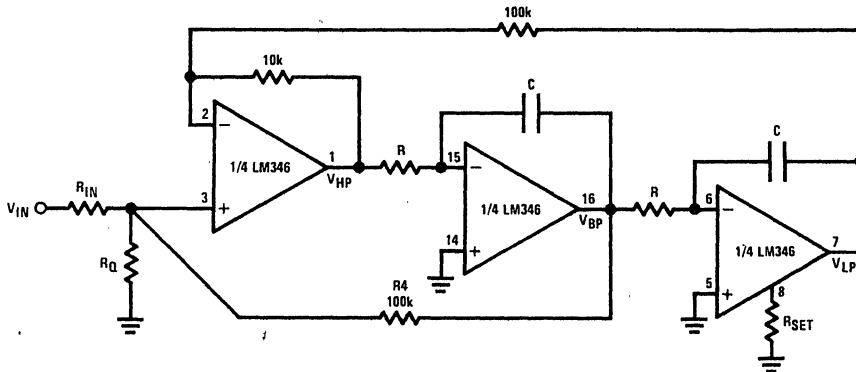 100k
10k
C
2
−
1/4 LM346
1
V_HP
R
15
−
C
V_IN
R_IN
3
+
1/4 LM346
16
V_BP
R
6
−
R_Q
14
+
1/4 LM346
7
V_LP
R4
100k
5
+
8
R_SET